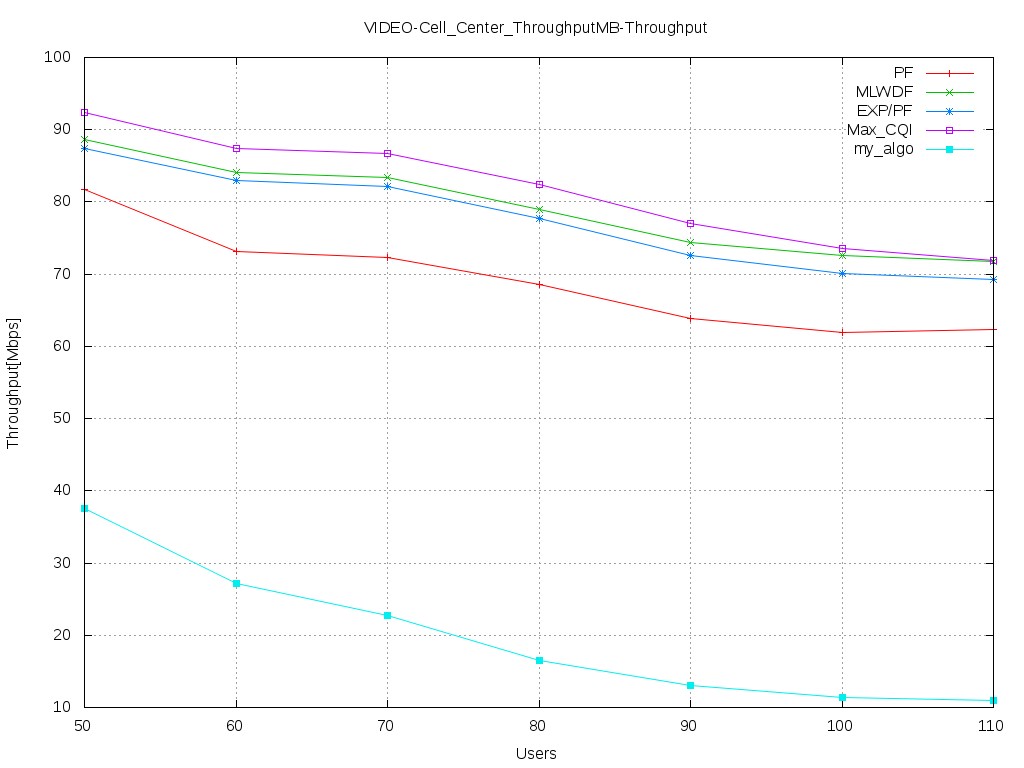 VIDEO-Cell_Center_ThroughputMB-Throughput
100
90
80
70
60
50
40
30
20
10
Throughput[Mbps]
PF
MLWDF
EXP/PF
Max_CQI
my_algo
50 60 70 80 90 100 110
Users